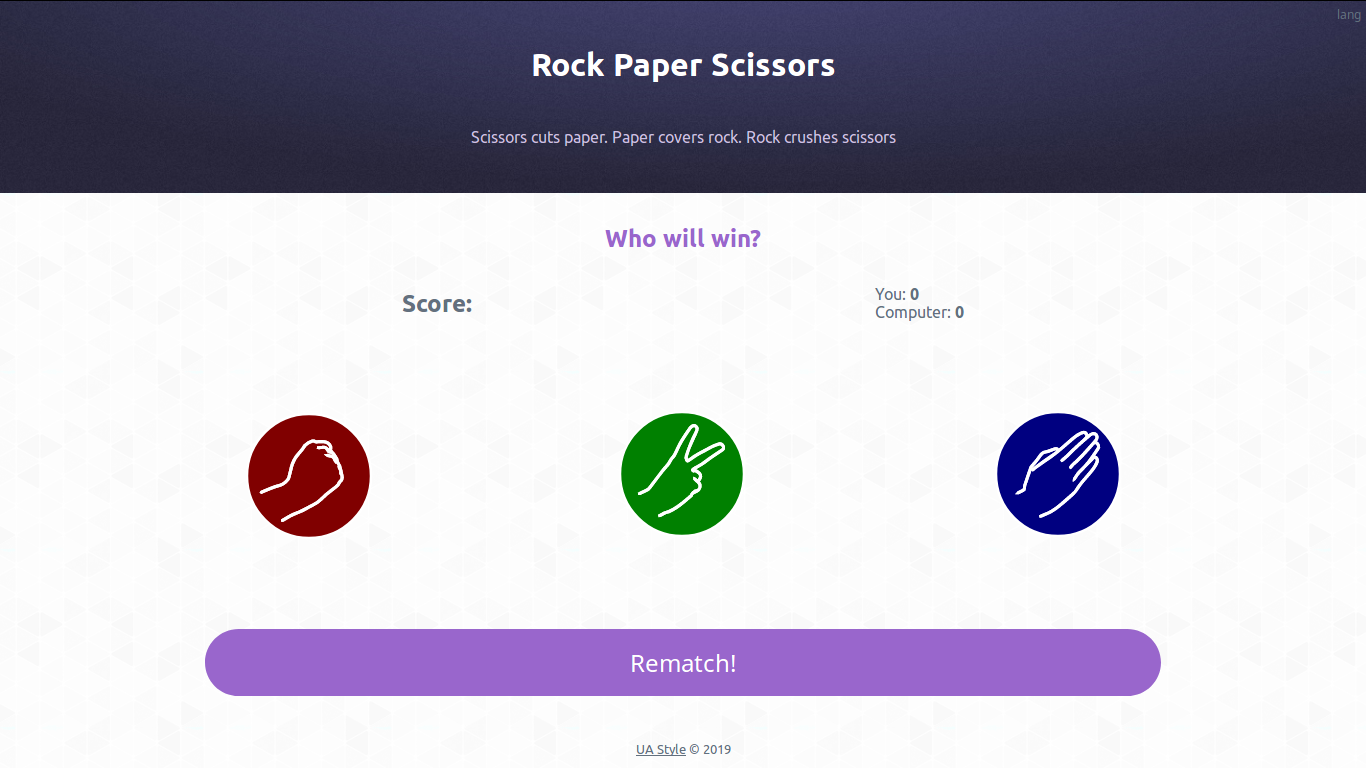 lang
Rock Paper Scissors
Scissors cuts paper. Paper covers rock. Rock crushes scissors
Who will win?
Score:
You: 0
Computer: 0
Rematch!
UA Style © 2019